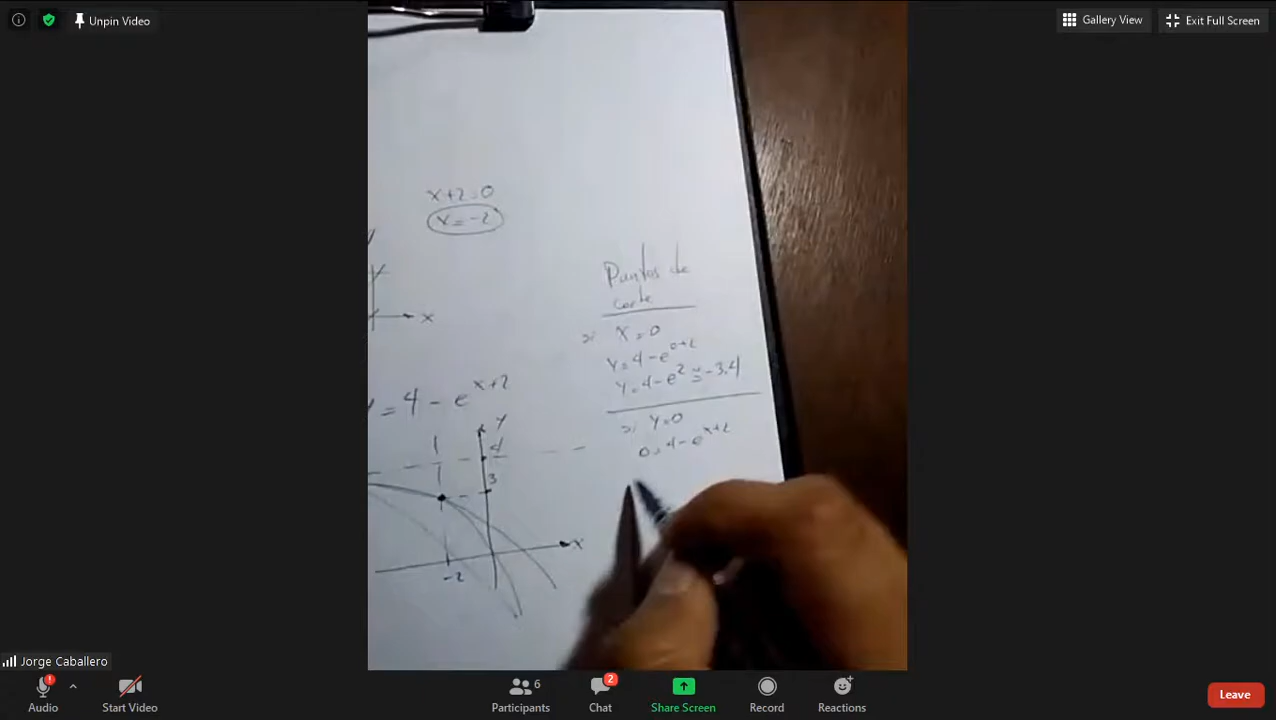 Unpin Video
Gallery View
Exit Full Screen
x+2=0
x=-2
y
x
Puntos de
corte
si x=0
y=4-e^0+2
y=4-e^2≅-3.4
si y=0
0=4-e^x+2
y=4-e^x+2
y
4
3
x
-2
Jorge Caballero
Audio
Start Video
6
Participants
2
Chat
Share Screen
Record
Reactions
Leave